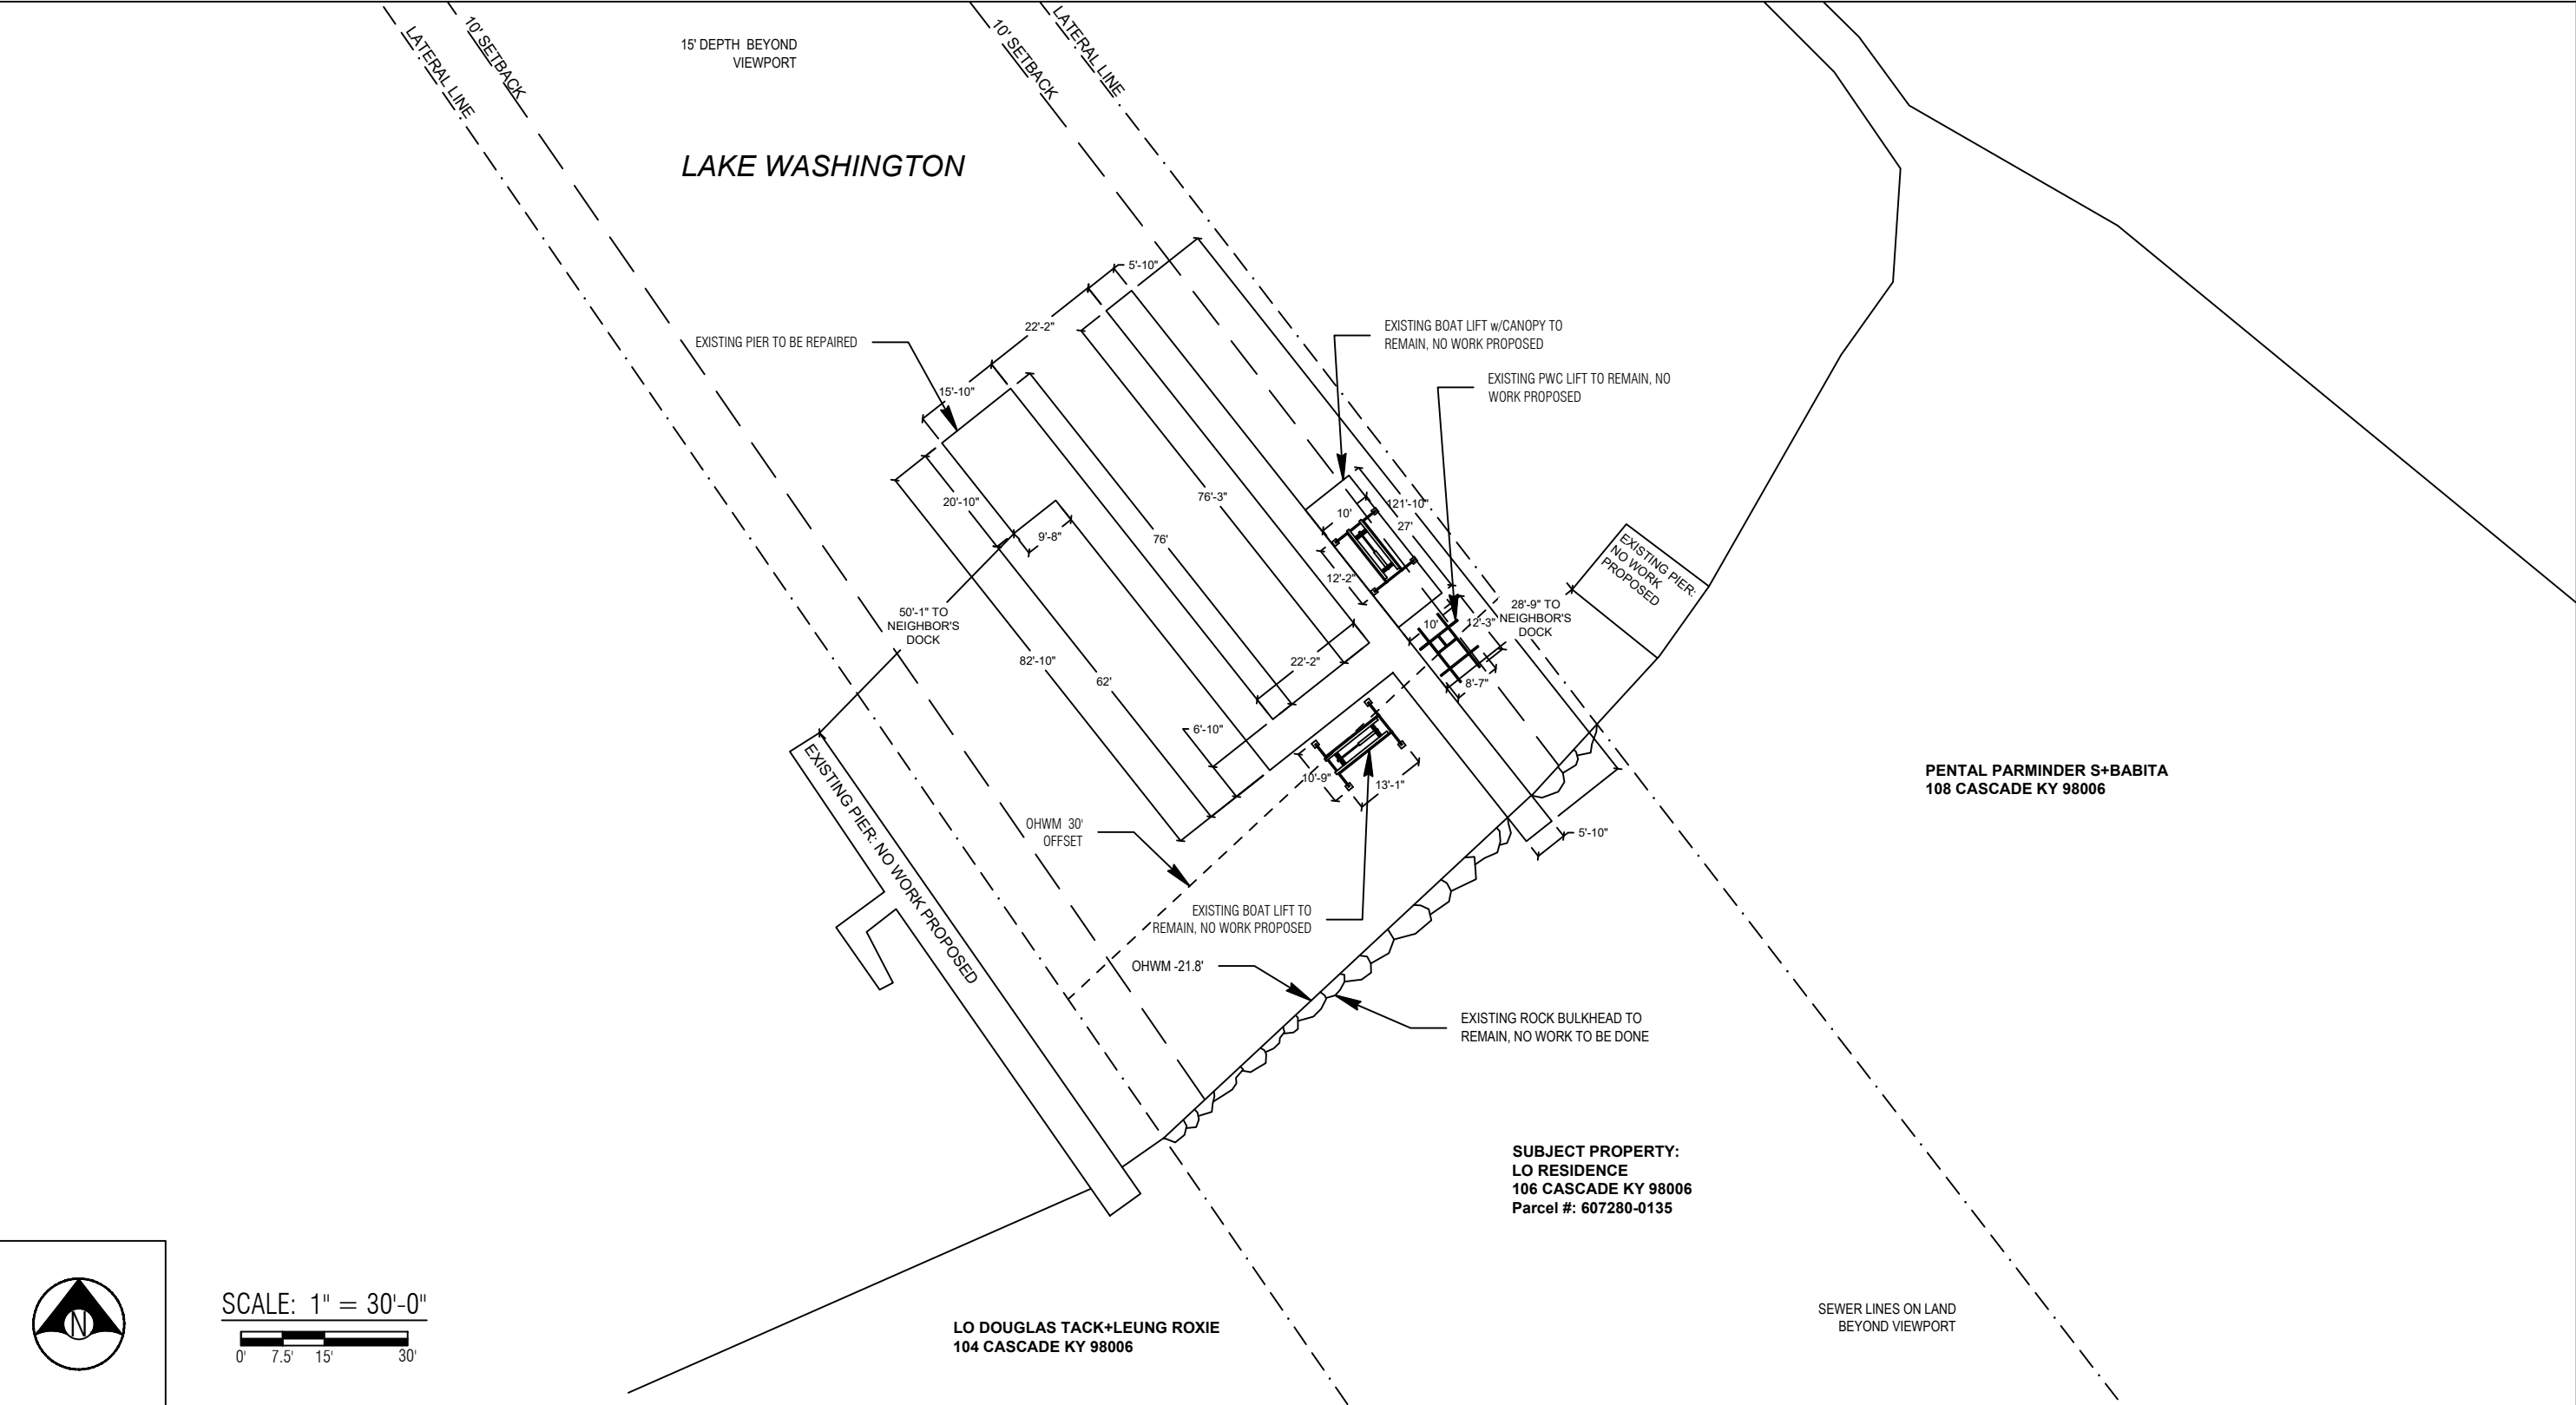 LATERAL LINE
10' SETBACK
15' DEPTH BEYOND
VIEWPORT
10' SETBACK
LATERAL LINE
LAKE WASHINGTON
5'-10"
22'-2"
EXISTING PIER TO BE REPAIRED
15'-10"
EXISTING BOAT LIFT w/CANOPY TO
REMAIN, NO WORK PROPOSED
EXISTING PWC LIFT TO REMAIN, NO
WORK PROPOSED
20'-10"
9'-8"
76'-3"
76'
10'
121'-10"
27'
12'-2"
EXISTING PIER:
NO WORK
PROPOSED
50'-1" TO
NEIGHBOR'S
DOCK
28'-9" TO
NEIGHBOR'S
DOCK
10'
12'-3"
82'-10"
62'
22'-2"
8'-7"
6'-10"
10'-9"
13'-1"
EXISTING PIER: NO WORK PROPOSED
PENTAL PARMINDER S+BABITA
108 CASCADE KY 98006
OHWM 30'
OFFSET
5'-10"
EXISTING BOAT LIFT TO
REMAIN, NO WORK PROPOSED
OHWM -21.8'
EXISTING ROCK BULKHEAD TO
REMAIN, NO WORK TO BE DONE
SUBJECT PROPERTY:
LO RESIDENCE
106 CASCADE KY 98006
Parcel #: 607280-0135
N
SCALE: 1" = 30'-0"
0' 7.5' 15' 30'
LO DOUGLAS TACK+LEUNG ROXIE
104 CASCADE KY 98006
SEWER LINES ON LAND
BEYOND VIEWPORT